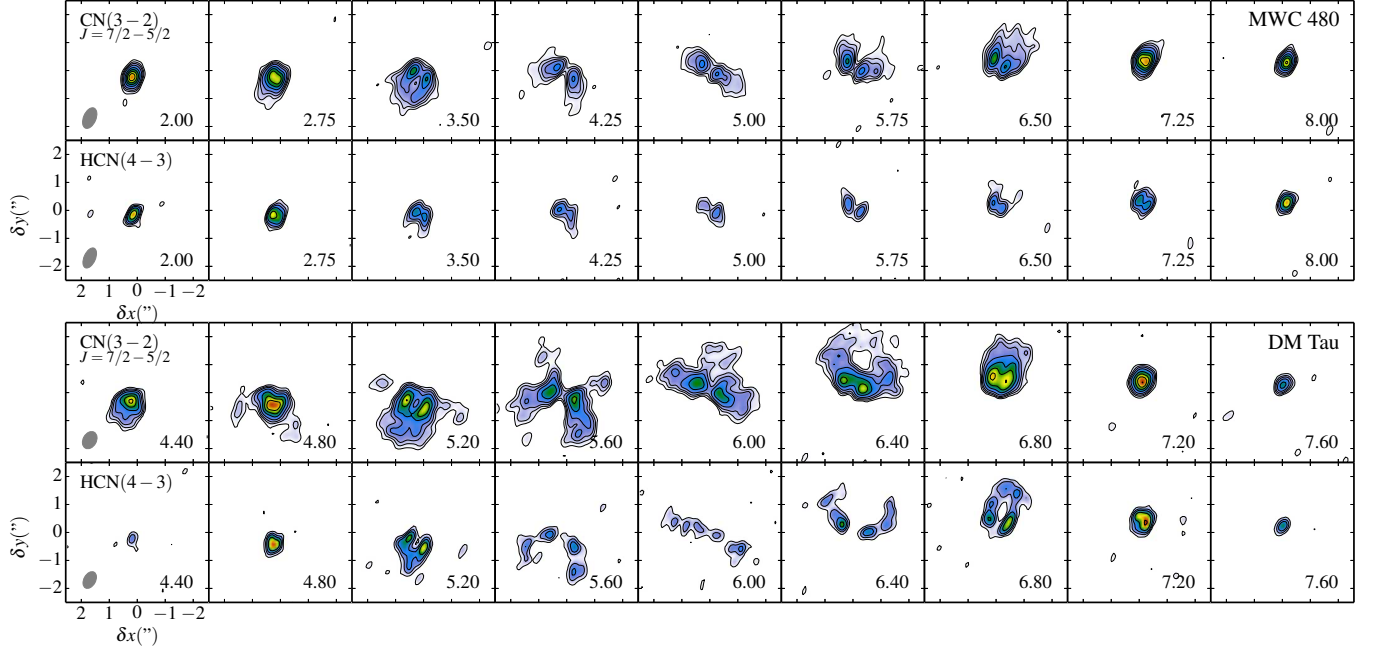 CN(3−2) MWC 480
J = 7/2−5/2
2.00 2.75 3.50 4.25 5.00 5.75 6.50 7.25 8.00
HCN(4−3)
2
1
0
−1
−2
δy(")
2.00 2.75 3.50 4.25 5.00 5.75 6.50 7.25 8.00
2 1 0 −1 −2
δx(")
CN(3−2) DM Tau
J = 7/2−5/2
4.40 4.80 5.20 5.60 6.00 6.40 6.80 7.20 7.60
HCN(4−3)
2
1
0
−1
−2
δy(")
4.40 4.80 5.20 5.60 6.00 6.40 6.80 7.20 7.60
2 1 0 −1 −2
δx(")